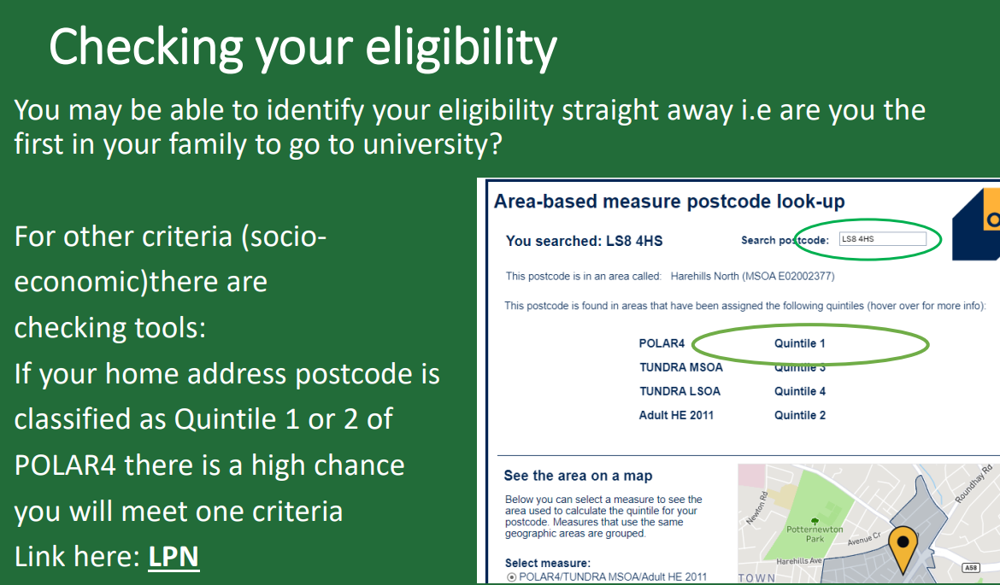 Checking your eligibility
You may be able to identify your eligibility straight away i.e are you the
first in your family to go to university?
For other criteria (socio-
economic)there are
checking tools:
If your home address postcode is
classified as Quintile 1 or 2 of
POLAR4 there is a high chance
you will meet one criteria
Link here: LPN
Area-based measure postcode look-up
You searched: LS8 4HS
Search postcode: LS8 4HS
This postcode is in an area called: Harehills North (MSOA E02002377)
This postcode is found in areas that have been assigned the following quintiles (hover over for more info):
POLAR4 Quintile 1
TUNDRA MSOA Quintile 3
TUNDRA LSOA Quintile 4
Adult HE 2011 Quintile 2
See the area on a map
Below you can select a measure to see the
area used to calculate the quintile for your
postcode. Measures that use the same
geographic areas are grouped.
Select measure:
POLAR4/TUNDRA MSOA/Adult HE 2011
Roundhay Rd
Newton Rd
Potternewton
Park
Avenue Cr
Harehills Ave
A58
TOWN